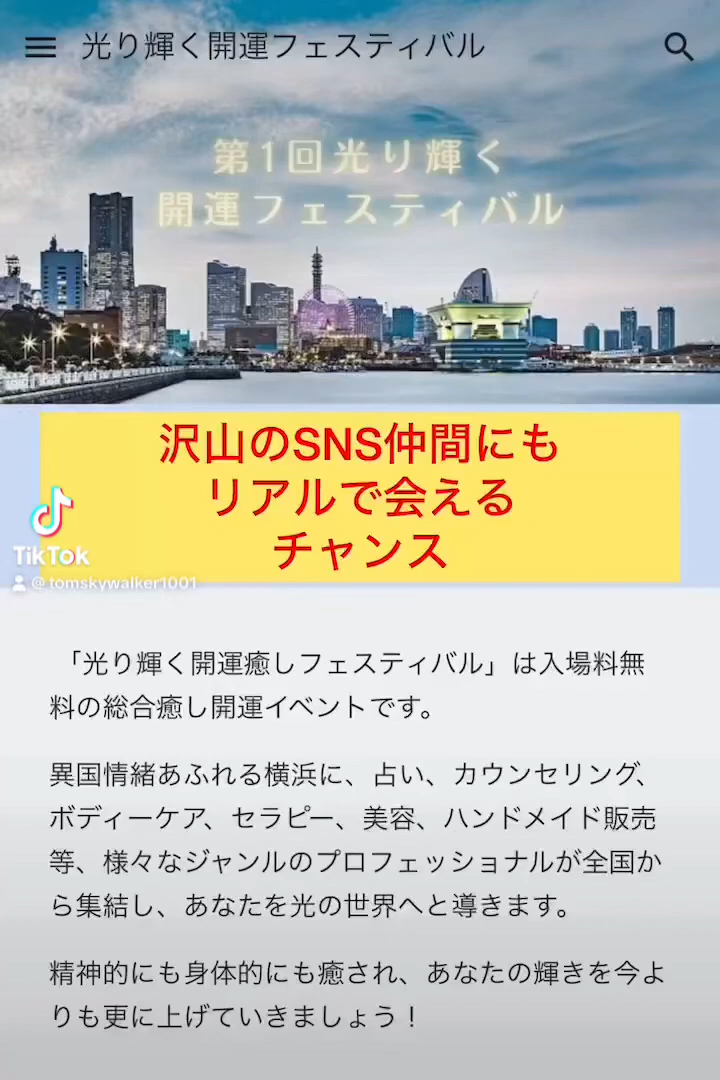 光り輝く開運フェスティバル
第1回光り輝く
開運フェスティバル
沢山のSNS仲間にも
リアルで会える
チャンス
TikTok
@tomskywalker1001
「光り輝く開運癒しフェスティバル」は入場料無
料の総合癒し開運イベントです。
異国情緒あふれる横浜に、占い、カウンセリング、
ボディーケア、セラピー、美容、ハンドメイド販売
等、様々なジャンルのプロフェッショナルが全国か
ら集結し、あなたを光の世界へと導きます。
精神的にも身体的にも癒され、あなたの輝きを今よ
りも更に上げていきましょう！